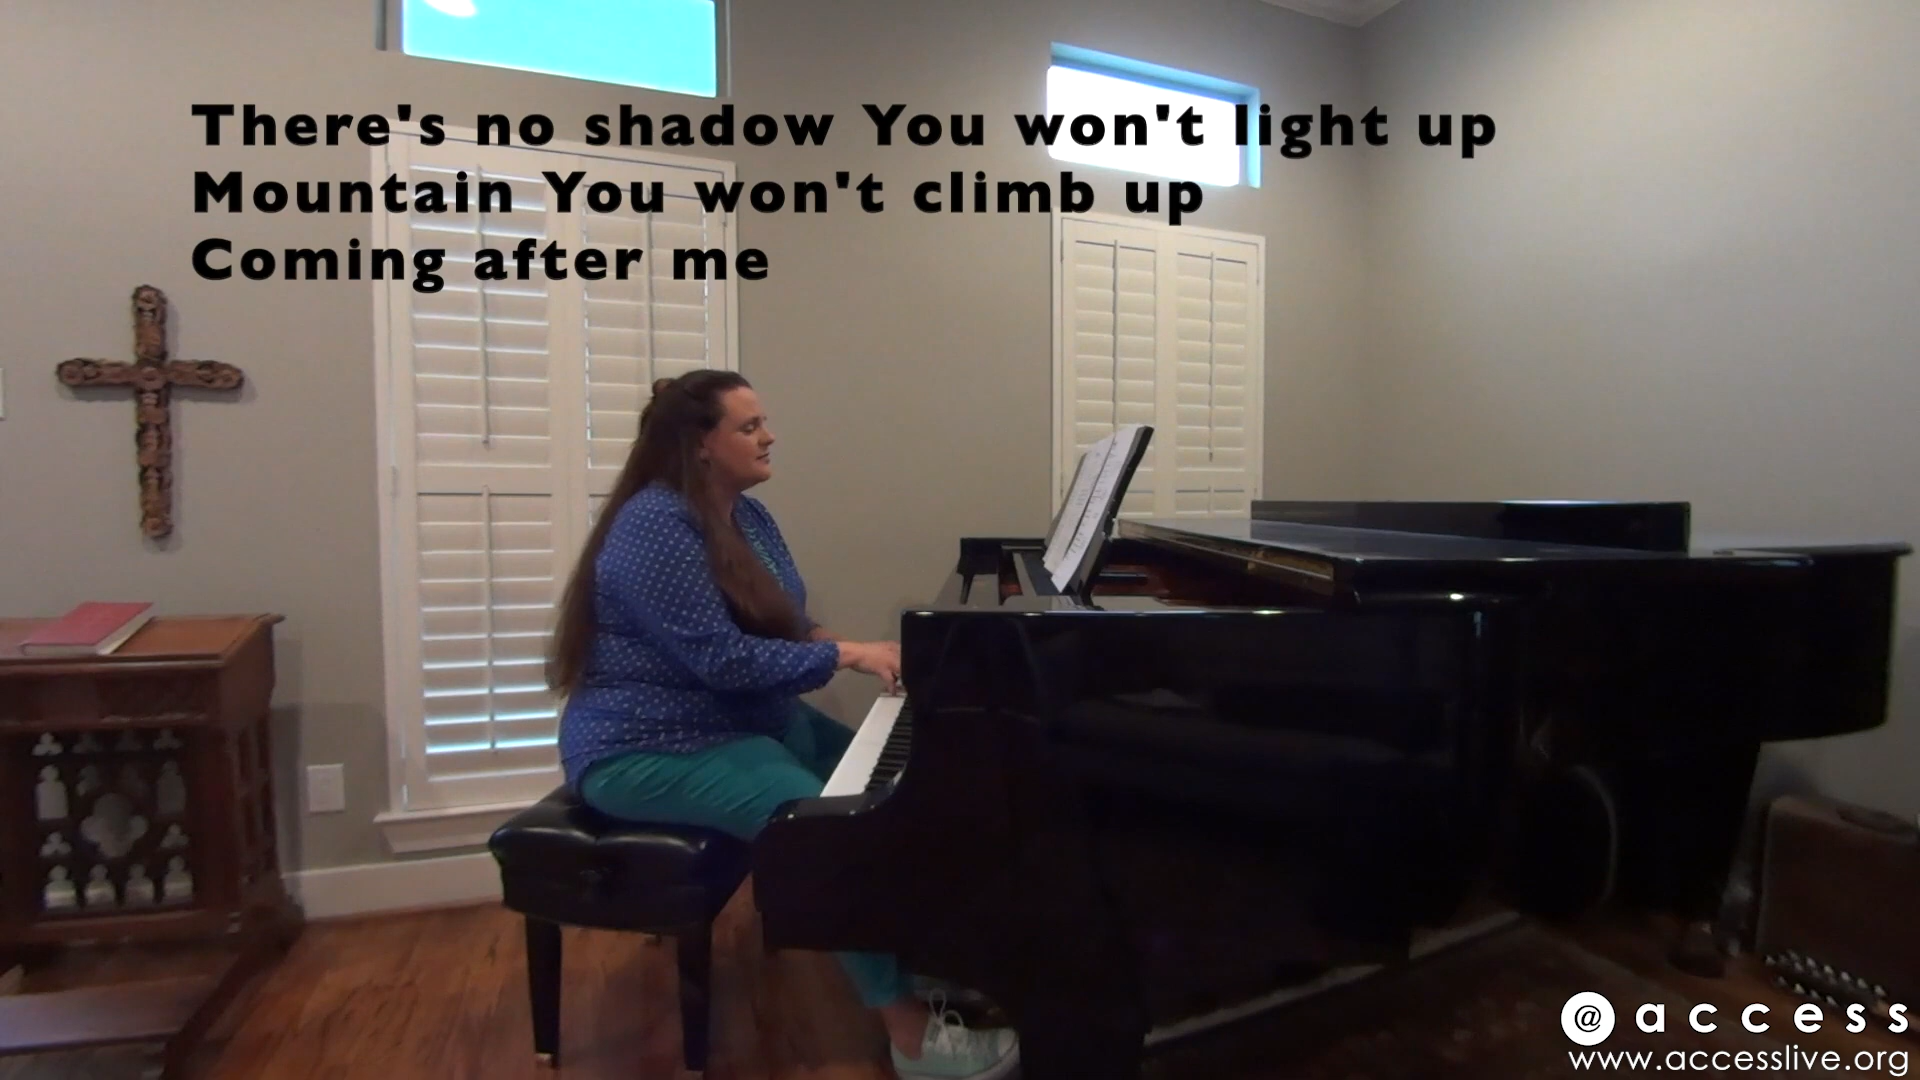 There's no shadow You won't light up
Mountain You won't climb up
Coming after me
@ access
www.accesslive.org